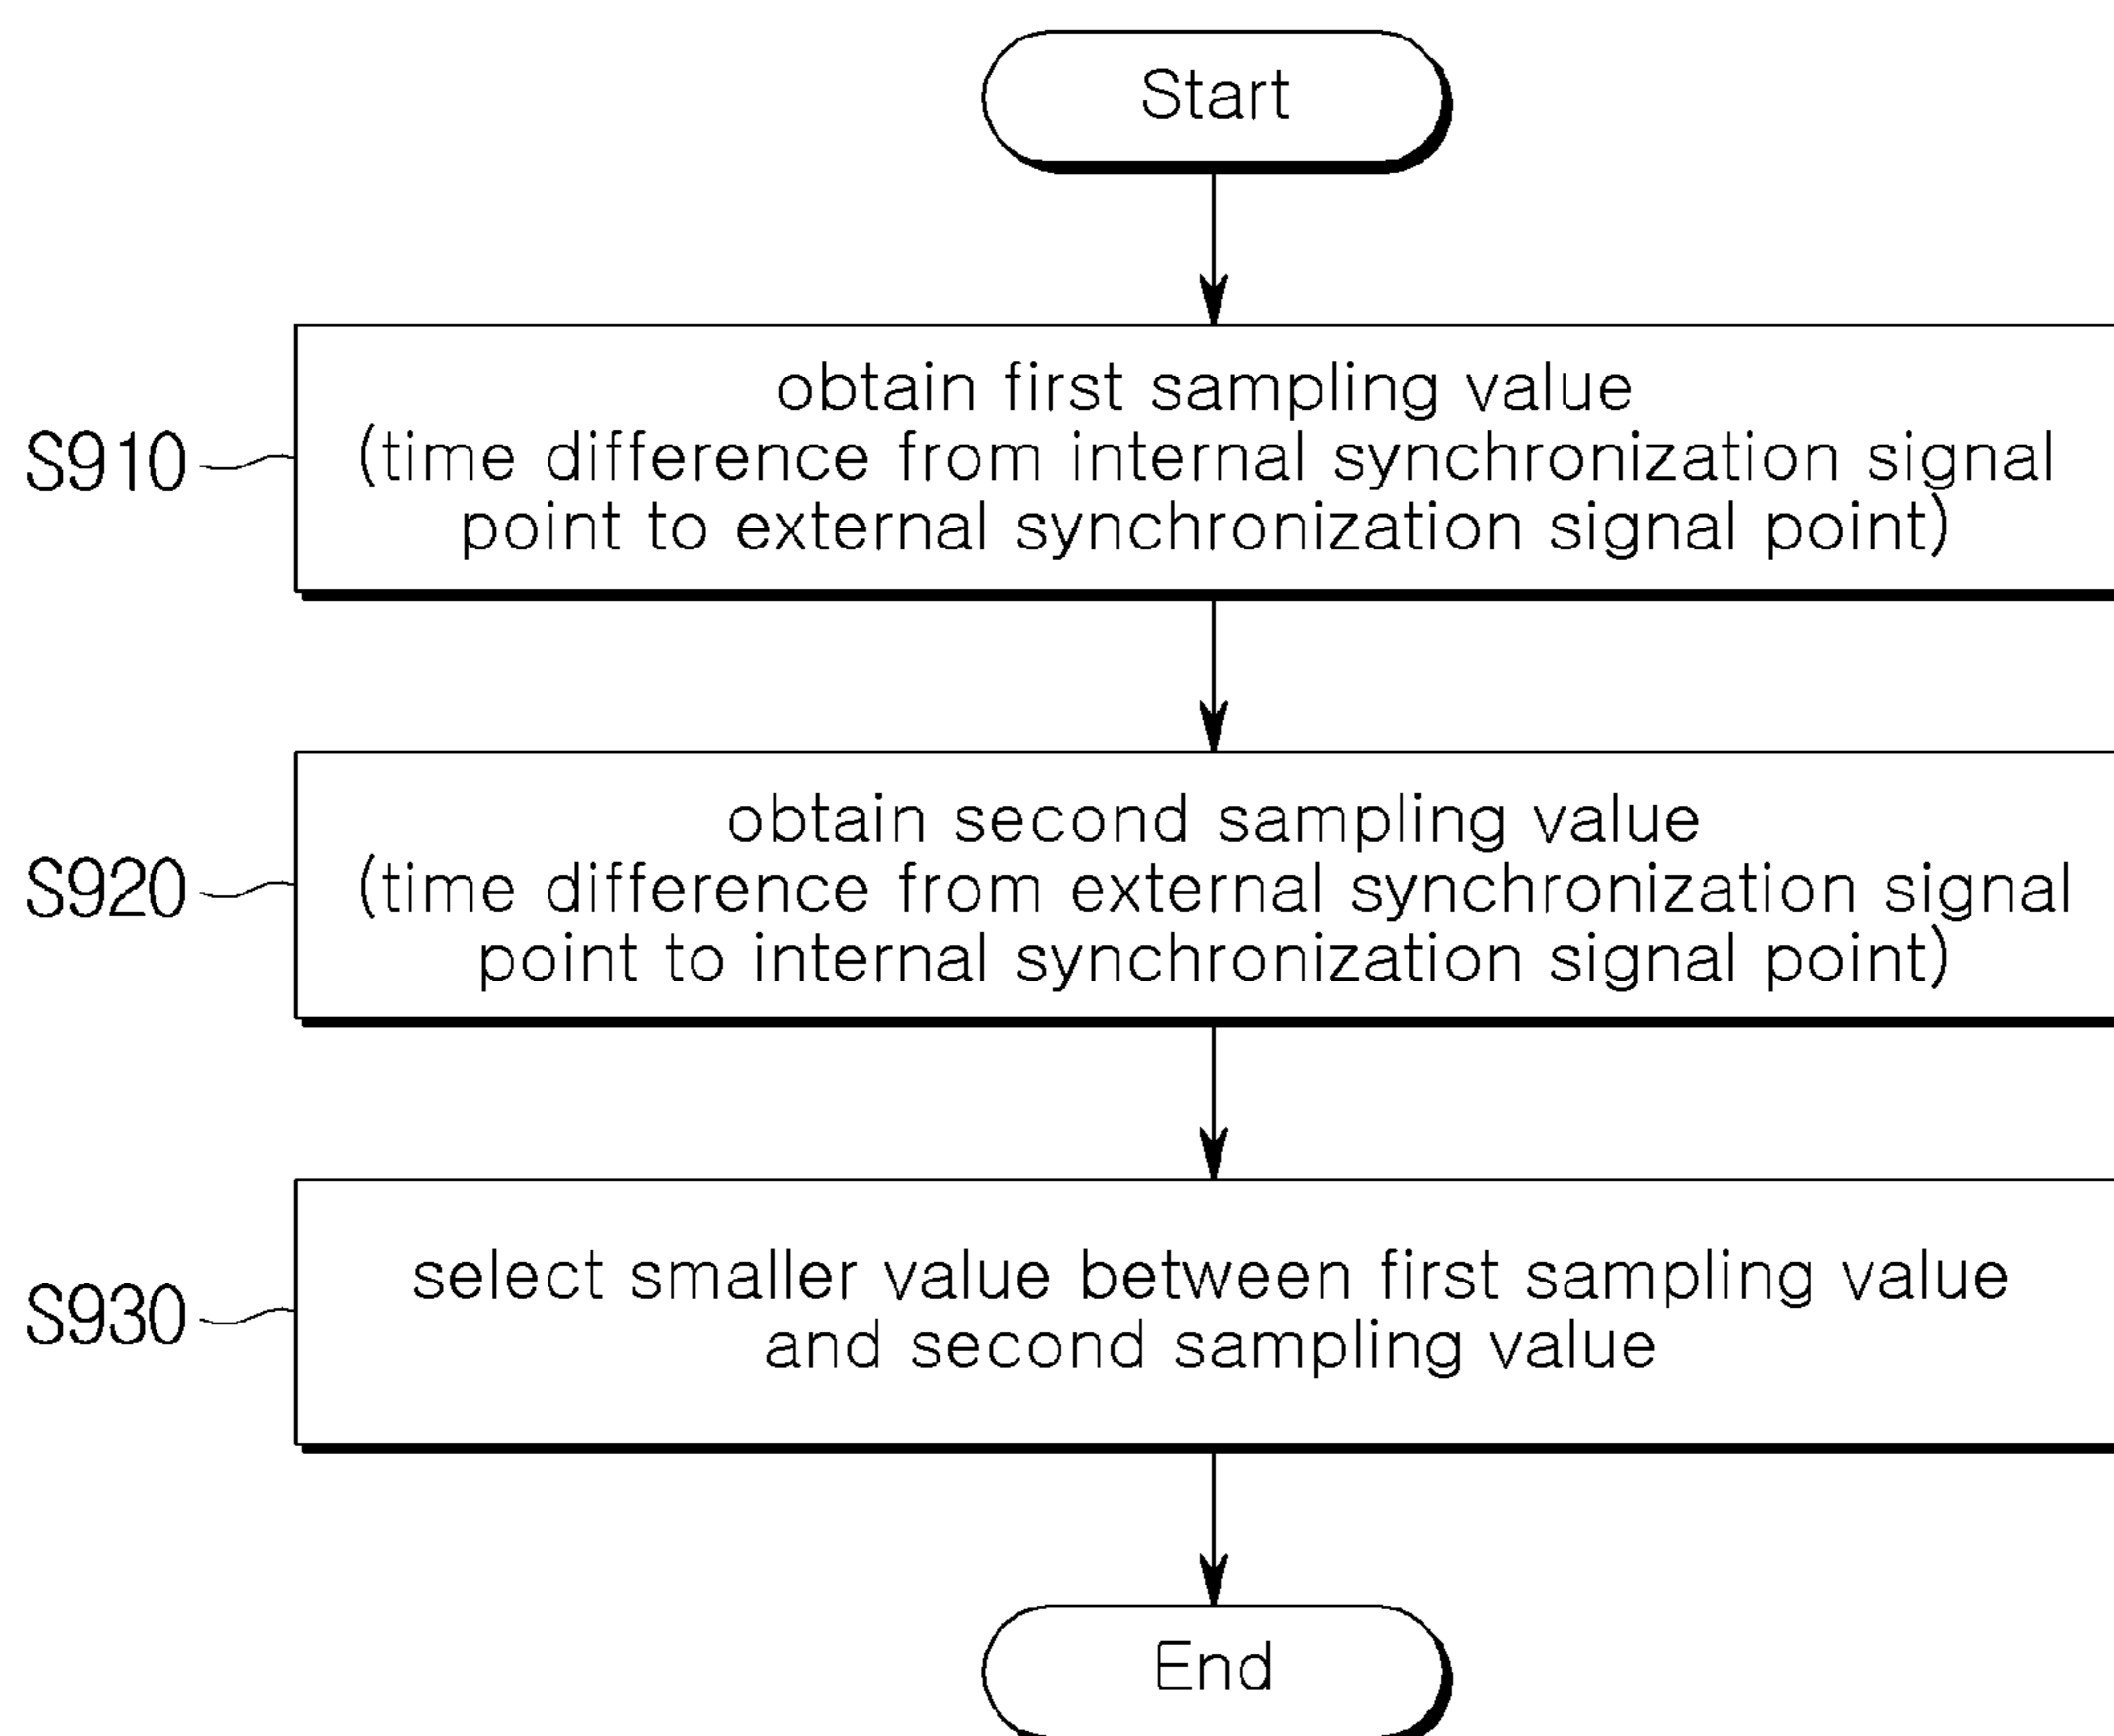 Start
obtain first sampling value
S910
(time difference from internal synchronization signal
point to external synchronization signal point)
obtain second sampling value
S920
(time difference from external synchronization signal
point to internal synchronization signal point)
S930
select smaller value between first sampling value
and second sampling value
End